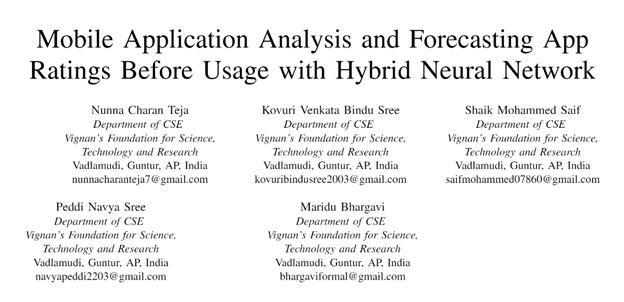 Mobile Application Analysis and Forecasting App
Ratings Before Usage with Hybrid Neural Network
Nunna Charan Teja
Department of CSE
Vignan's Foundation for Science,
Technology and Research
Vadlamudi, Guntur, AP, India
nunnacharanteja7@gmail.com
Kovuri Venkata Bindu Sree
Department of CSE
Vignan's Foundation for Science,
Technology and Research
Vadlamudi, Guntur, AP, India
kovuribindusree2003@gmail.com
Shaik Mohammed Saif
Department of CSE
Vignan's Foundation for Science,
Technology and Research
Vadlamudi, Guntur, AP, India
saifmohammed07860@gmail.com
Peddi Navya Sree
Department of CSE
Vignan's Foundation for Science,
Technology and Research
Vadlamudi, Guntur, AP, India
navyapeddi2203@gmail.com
Maridu Bhargavi
Department of CSE
Vignan's Foundation for Science,
Technology and Research
Vadlamudi, Guntur, AP, India
bhargaviformal@gmail.com